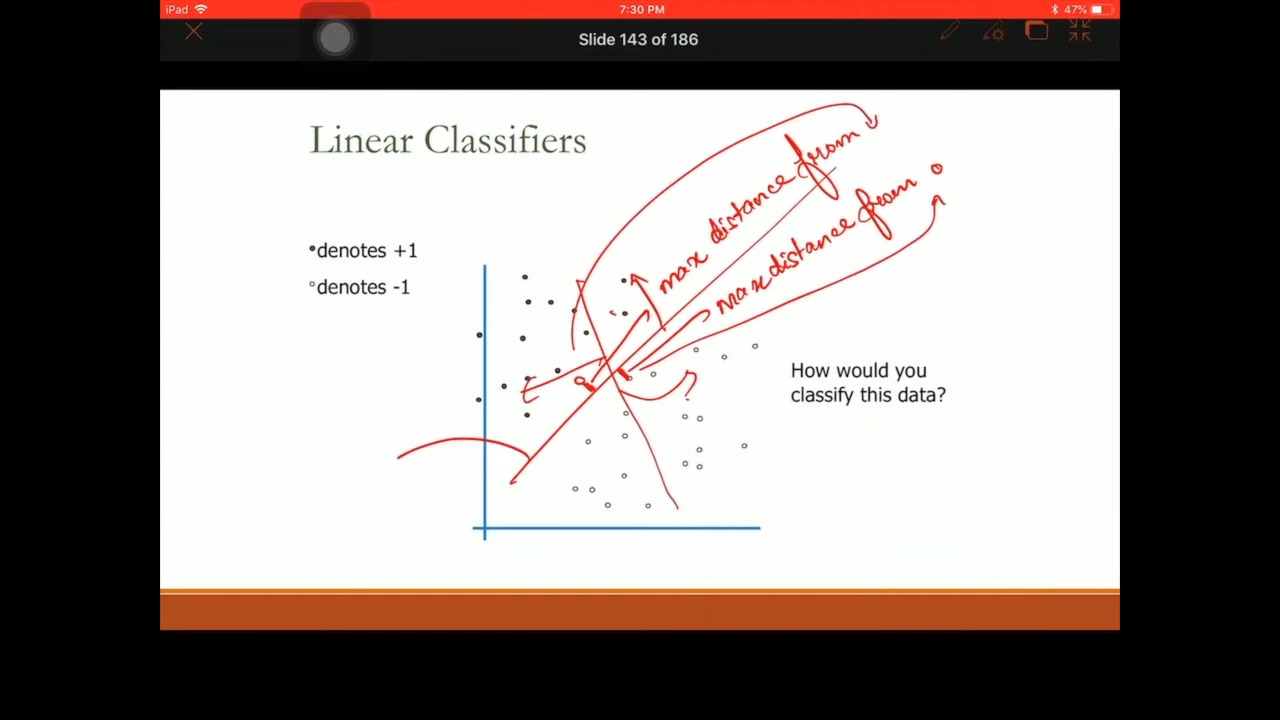 iPad 7:30 PM 47%
Slide 143 of 186
Linear Classifiers
max distance from
max distance from o
•denotes +1
°denotes -1
?
How would you
classify this data?